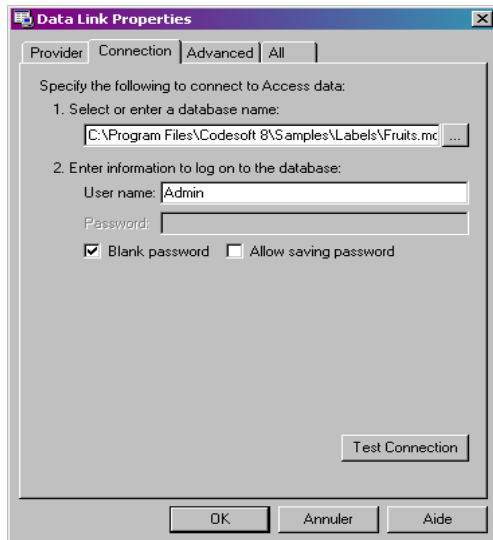 Data Link Properties
Provider Connection Advanced All
Specify the following to connect to Access data:
1. Select or enter a database name:
C:\Program Files\Codesoft 8\Samples\Labels\Fruits.mc ...
2. Enter information to log on to the database:
User name: Admin
Password:
Blank password Allow saving password
Test Connection
OK Annuler Aide